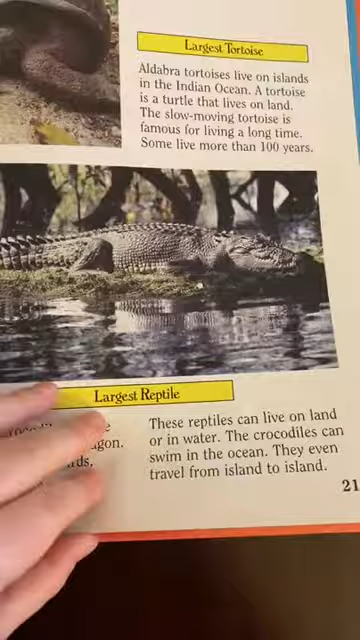 Largest Tortoise
Aldabra tortoises live on islands
in the Indian Ocean. A tortoise
is a turtle that lives on land.
The slow-moving tortoise is
famous for living a long time.
Some live more than 100 years.
Largest Reptile
These reptiles can live on land
or in water. The crocodiles can
swim in the ocean. They even
travel from island to island.
21